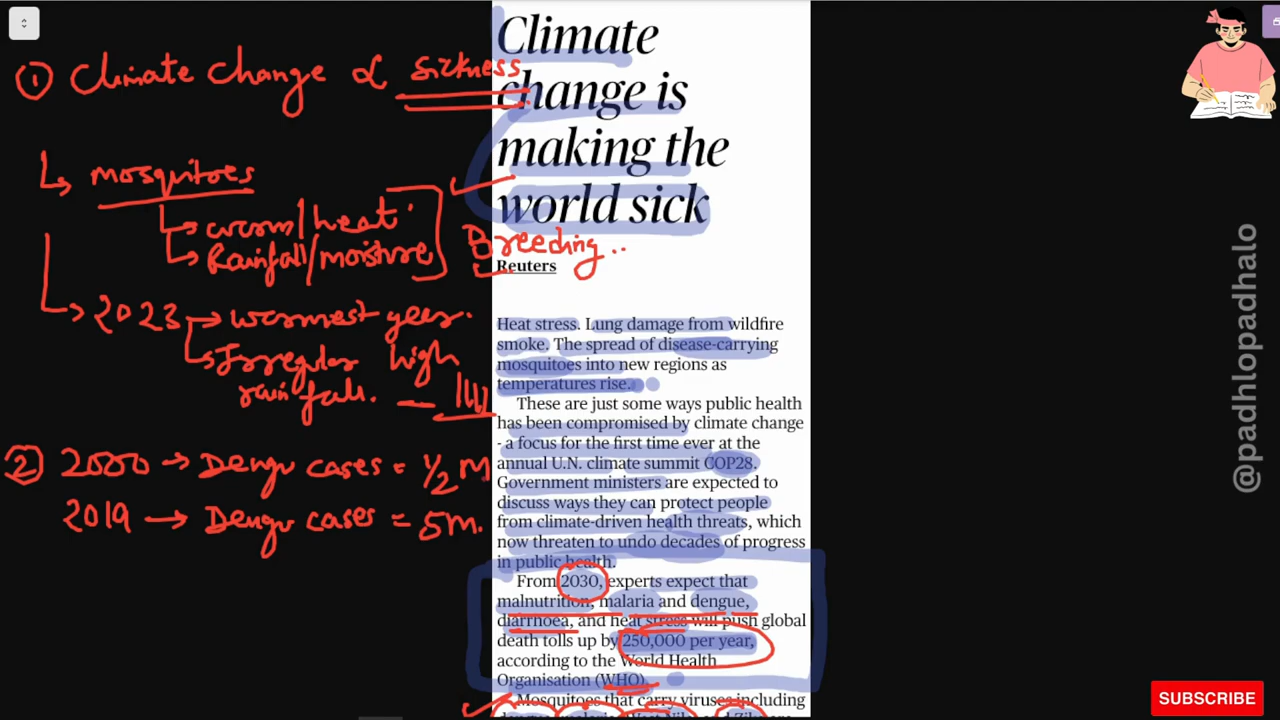 ① Climate Change ∝ Sickness
↳ mosquitoes
↳ warm/heat
↳ Rainfall/moisture
Breeding..
↳ 2023 → warmest year.
↳ Irregular high
rainfall.
② 2000 → Dengu cases = 1/2 M
2019 → Dengu cases = 5M.
Climate
change is
making the
world sick
Reuters
Heat stress. Lung damage from wildfire
smoke. The spread of disease-carrying
mosquitoes into new regions as
temperatures rise.
These are just some ways public health
has been compromised by climate change
- a focus for the first time ever at the
annual U.N. climate summit COP28.
Government ministers are expected to
discuss ways they can protect people
from climate-driven health threats, which
now threaten to undo decades of progress
in public health.
From 2030, experts expect that
malnutrition, malaria and dengue,
diarrhoea, and heat stress will push global
death tolls up by 250,000 per year,
according to the World Health
Organisation (WHO).
Mosquitoes that carry viruses including
@padhlopadhalo
SUBSCRIBE